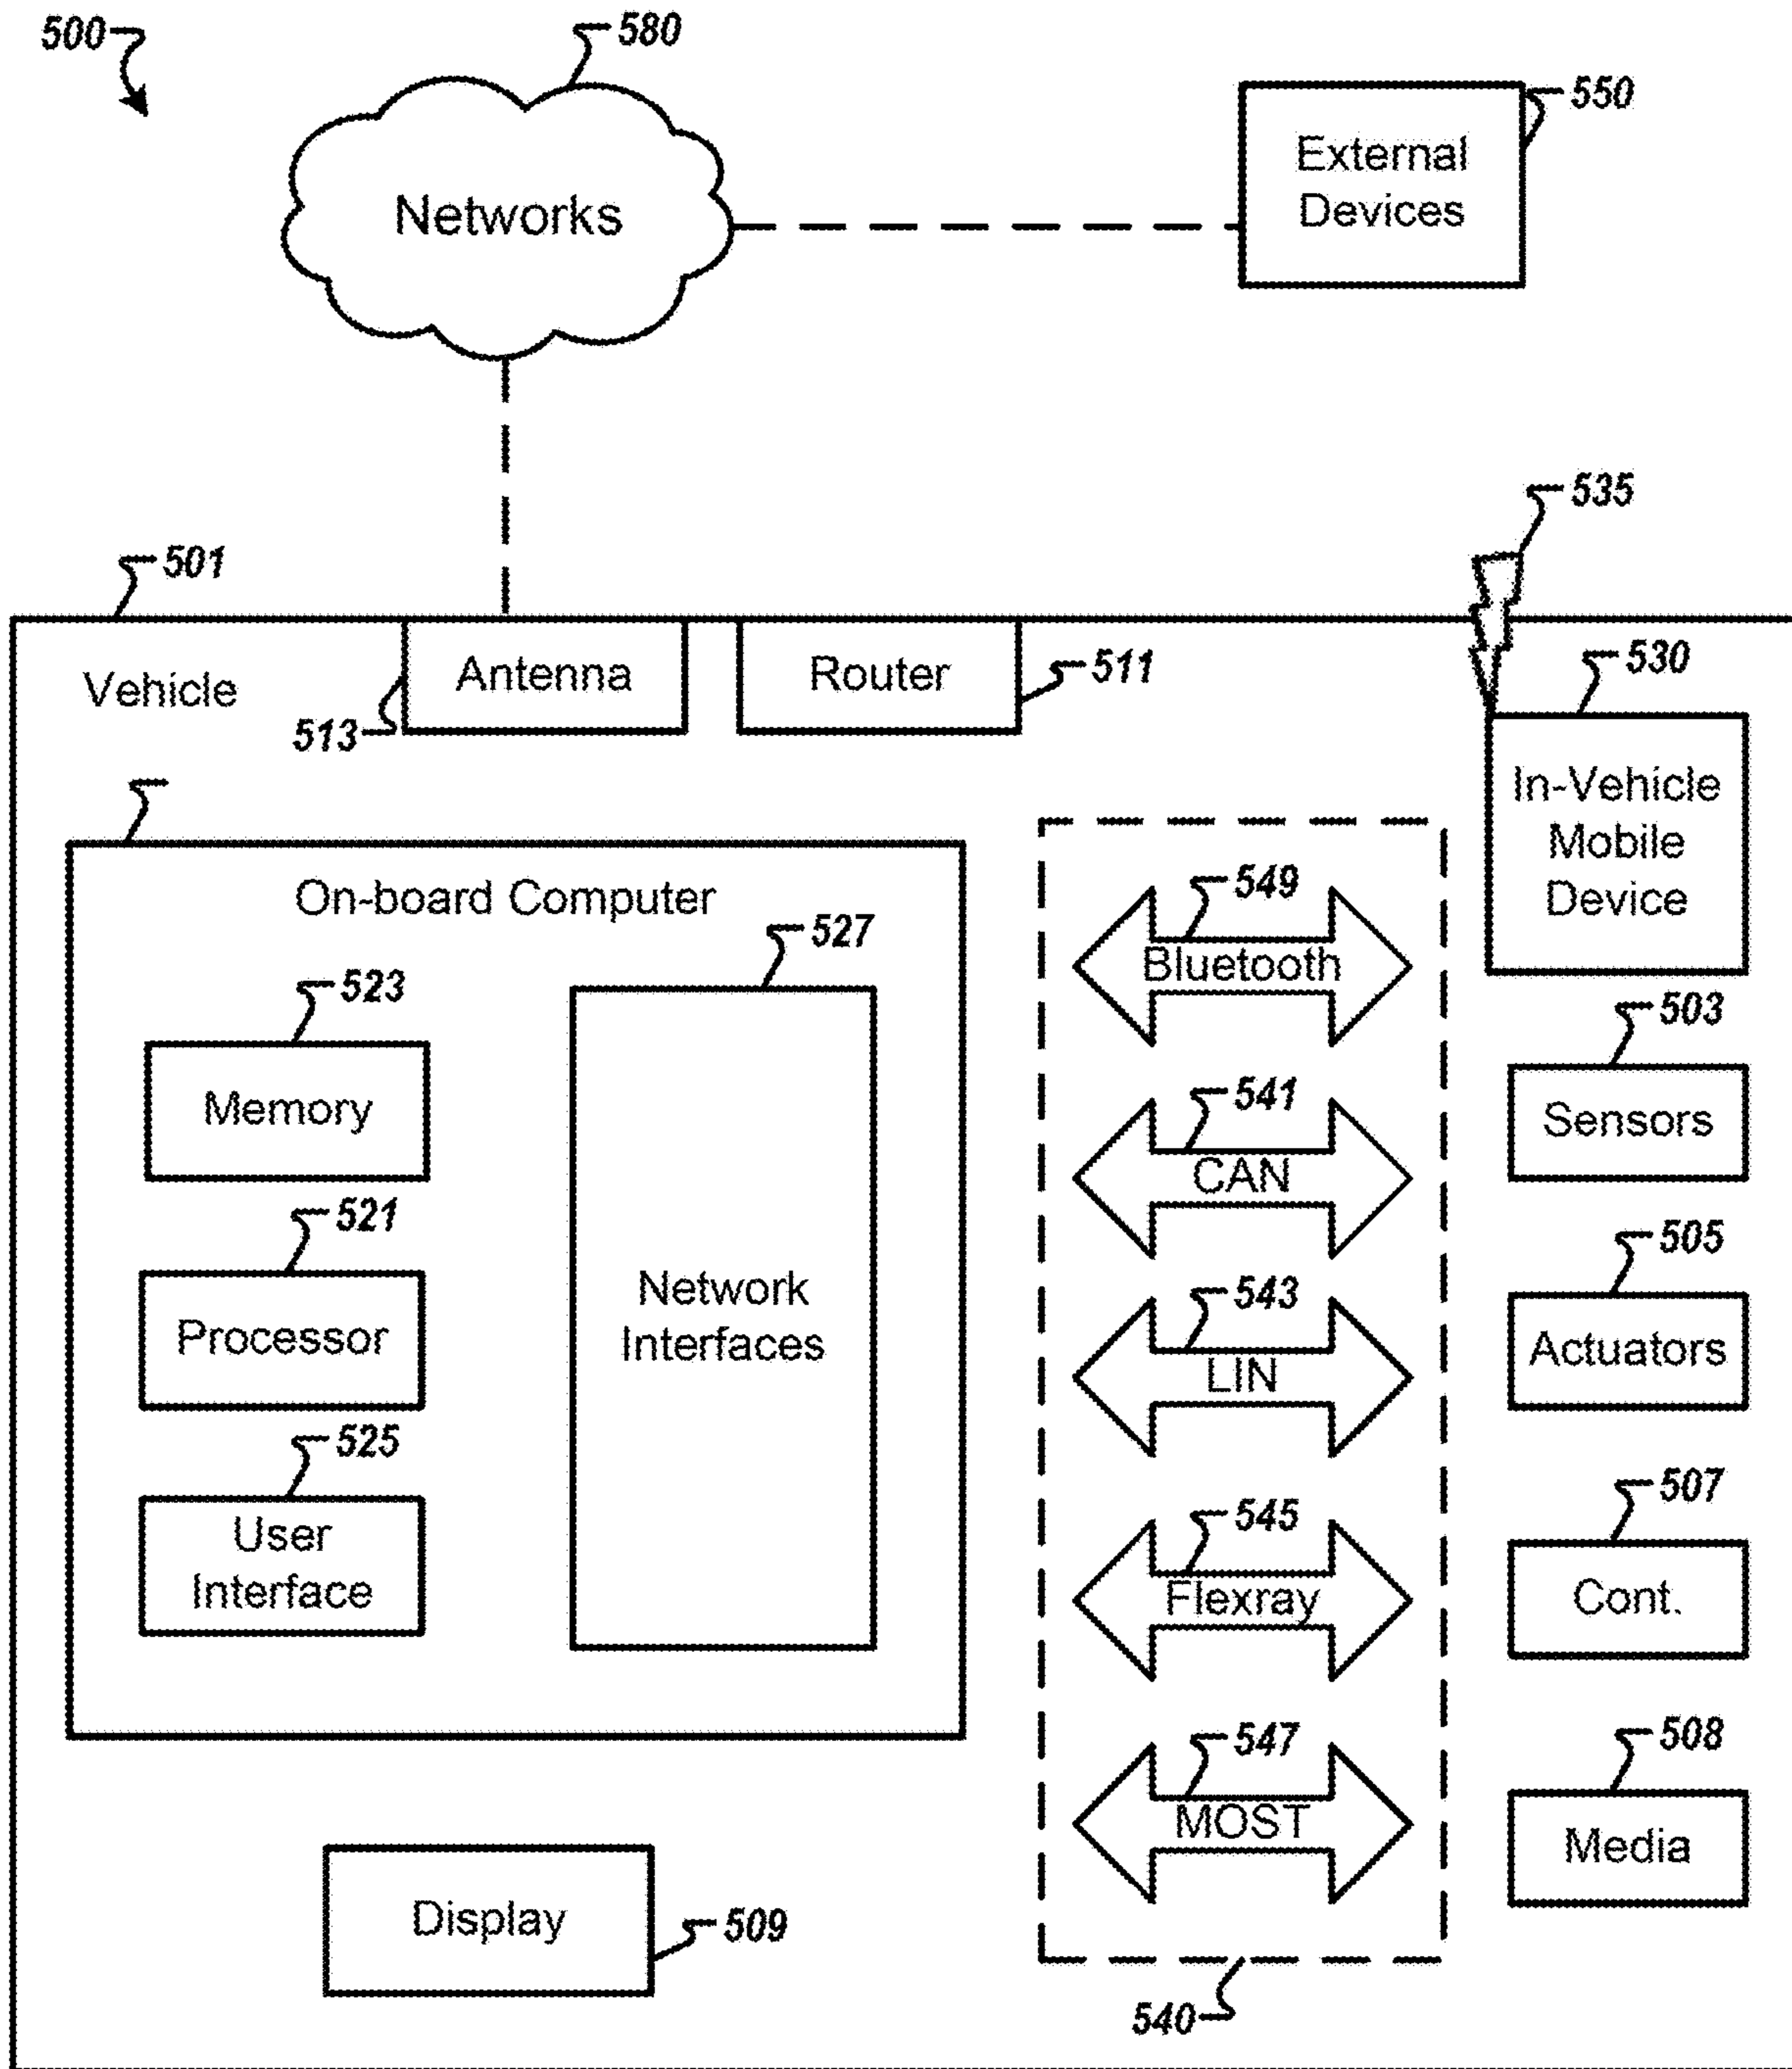 500
580
Networks
550
External
Devices
535
501
Vehicle
Antenna
513
Router
511
530
In-Vehicle
Mobile
Device
On-board Computer
527
Network
Interfaces
523
Memory
521
Processor
525
User
Interface
549
Bluetooth
541
CAN
543
LIN
545
Flexray
547
MOST
540
503
Sensors
505
Actuators
507
Cont.
508
Media
Display
509